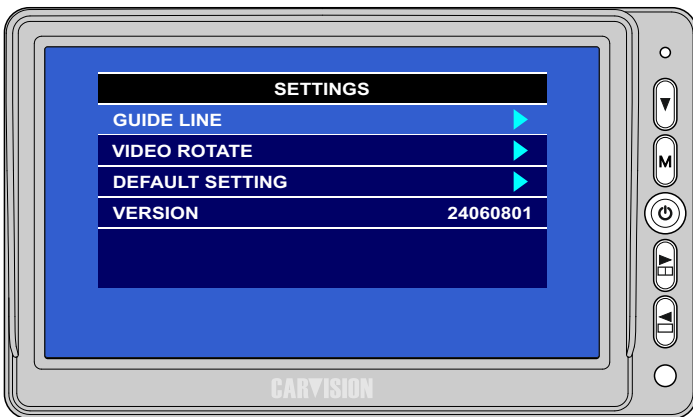 SETTINGS
GUIDE LINE
VIDEO ROTATE
DEFAULT SETTING
VERSION 24060801
M
CARVISION